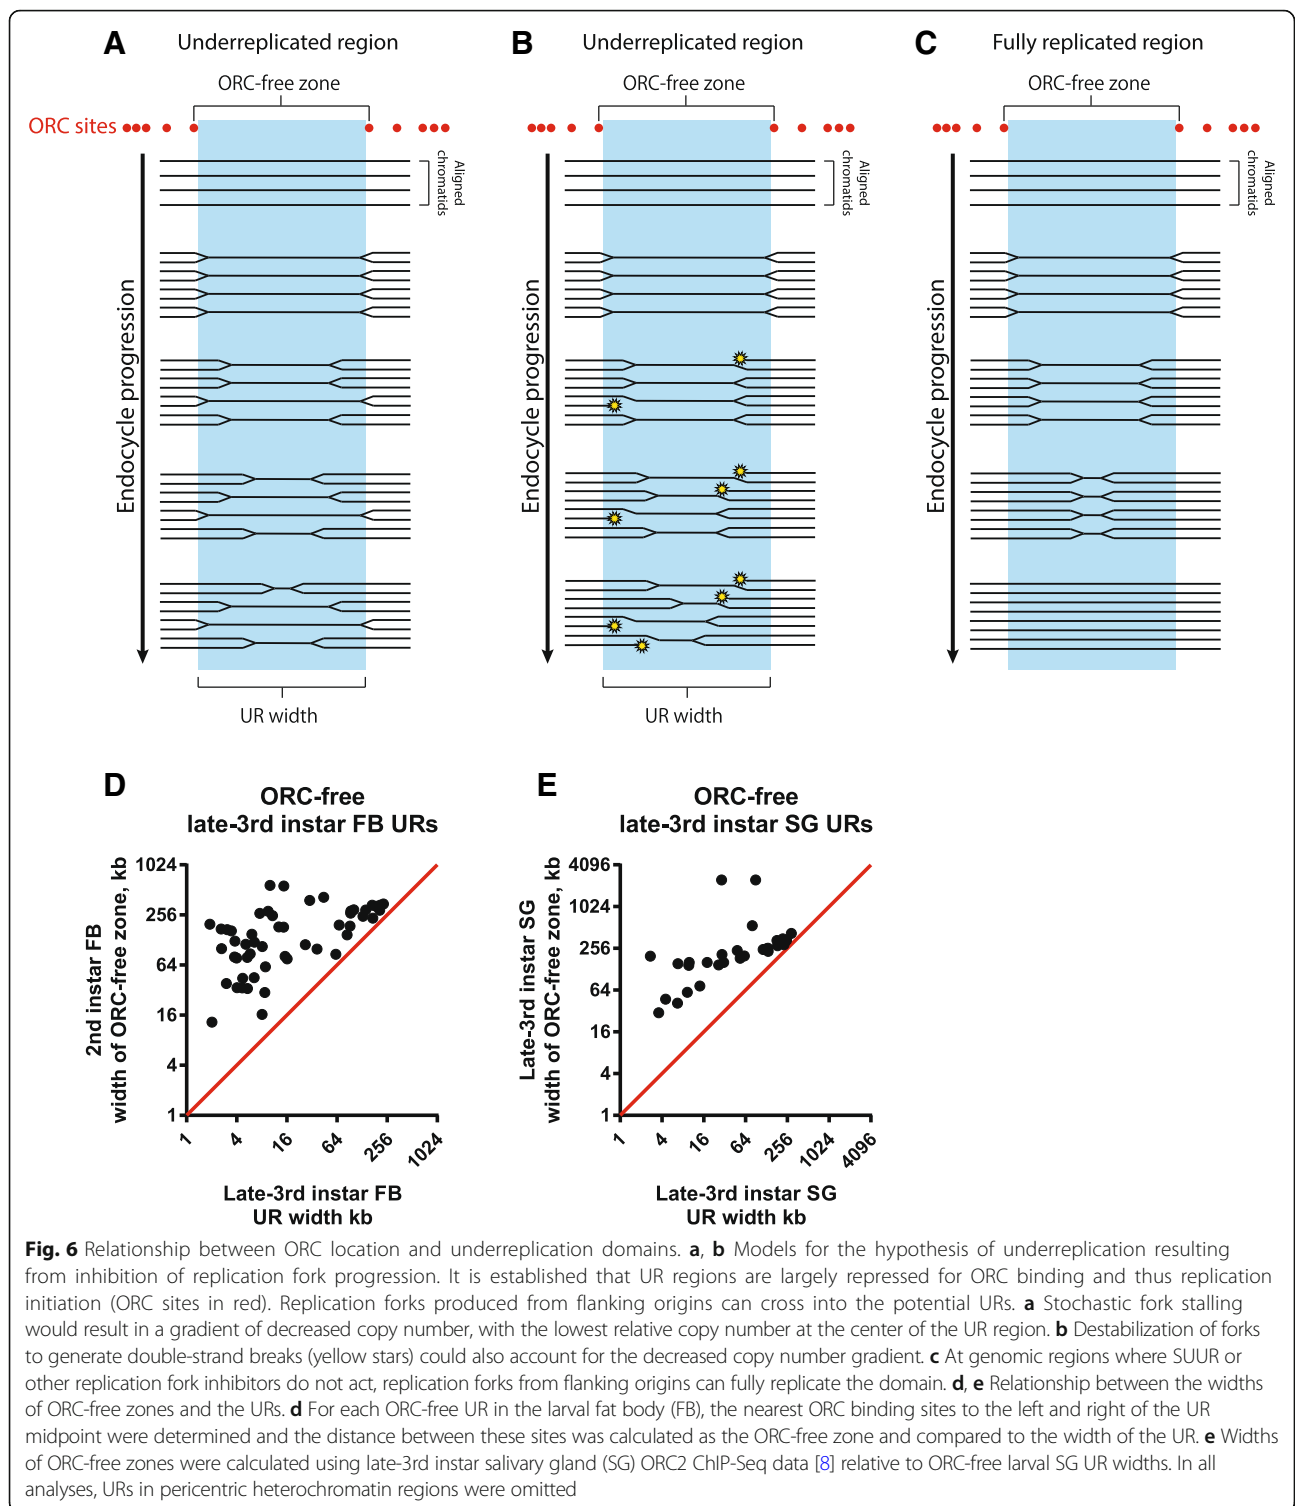 A
Underreplicated region
ORC-free zone
ORC sites
Aligned
chromatids
Endocycle progression
UR width
B
Underreplicated region
ORC-free zone
Aligned
chromatids
Endocycle progression
UR width
C
Fully replicated region
ORC-free zone
Aligned
chromatids
Endocycle progression
D
ORC-free
late-3rd instar FB URs
2nd instar FB
width of ORC-free zone, kb
1024
256
64
16
4
1
1
4
16
64
256
1024
Late-3rd instar FB
UR width kb
E
ORC-free
late-3rd instar SG URs
Late-3rd instar SG
width of ORC-free zone, kb
4096
1024
256
64
16
4
1
1
4
16
64
256
1024
4096
Late-3rd instar SG
UR width kb
Fig. 6 Relationship between ORC location and underreplication domains. a, b Models for the hypothesis of underreplication resulting
from inhibition of replication fork progression. It is established that UR regions are largely repressed for ORC binding and thus replication
initiation (ORC sites in red). Replication forks produced from flanking origins can cross into the potential URs. a Stochastic fork stalling
would result in a gradient of decreased copy number, with the lowest relative copy number at the center of the UR region. b Destabilization of forks
to generate double-strand breaks (yellow stars) could also account for the decreased copy number gradient. c At genomic regions where SUUR or
other replication fork inhibitors do not act, replication forks from flanking origins can fully replicate the domain. d, e Relationship between the widths
of ORC-free zones and the URs. d For each ORC-free UR in the larval fat body (FB), the nearest ORC binding sites to the left and right of the UR
midpoint were determined and the distance between these sites was calculated as the ORC-free zone and compared to the width of the UR. e Widths
of ORC-free zones were calculated using late-3rd instar salivary gland (SG) ORC2 ChIP-Seq data [8] relative to ORC-free larval SG UR widths. In all
analyses, URs in pericentric heterochromatin regions were omitted